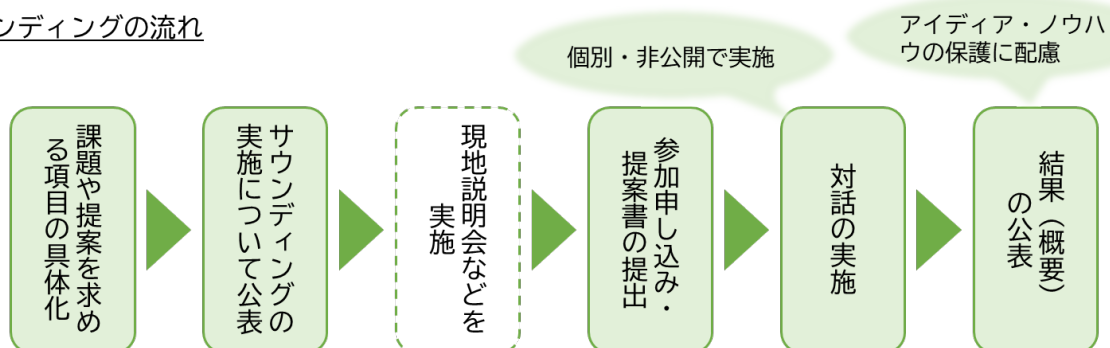 ンディングの流れ
個別・非公開で実施
アイディア・ノウハ
ウの保護に配慮
課題や提案を求め
る項目の具体化
サウンディングの
実施について公表
現地説明会などを
実施
参加申し込み・
提案書の提出
対話の実施
結果（概要）
の公表